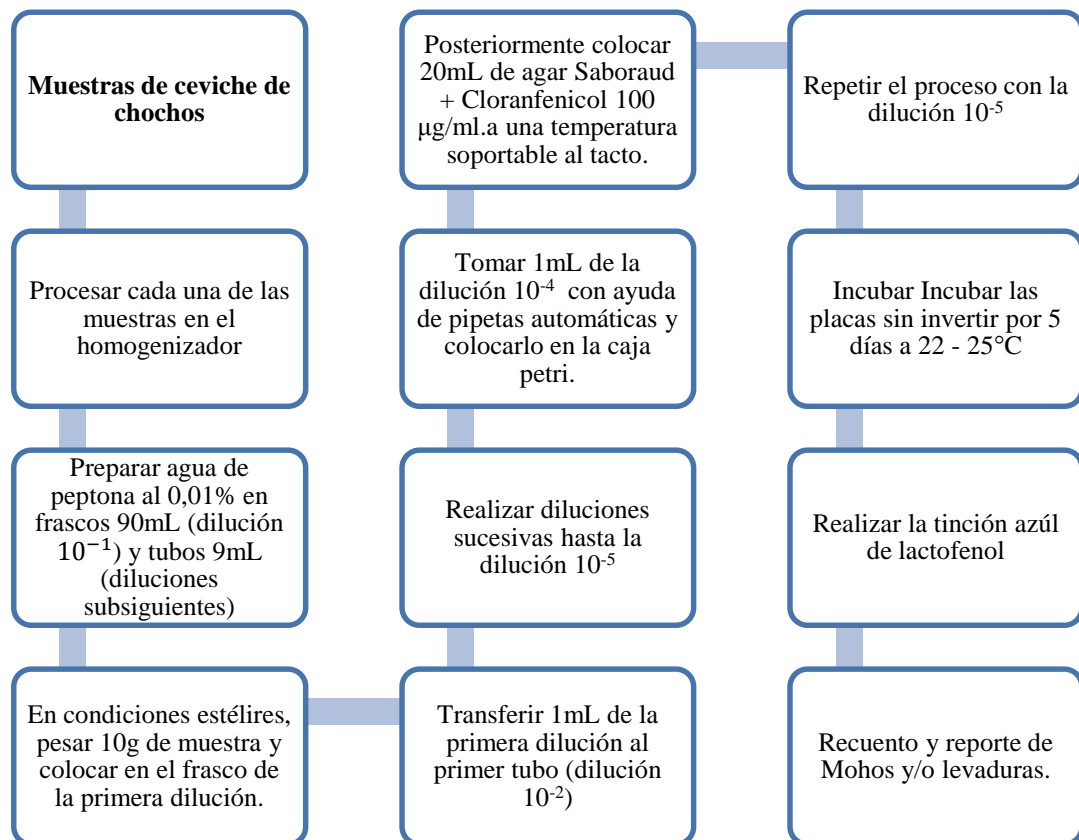 Muestras de ceviche de
chochos
Procesar cada una de las
muestras en el
homogenizador
Preparar agua de
peptona al 0,01% en
frascos 90mL (dilución
10⁻¹) y tubos 9mL
(diluciones
subsiguientes)
En condiciones estélires,
pesar 10g de muestra y
colocar en el frasco de
la primera dilución.
Transferir 1mL de la
primera dilución al
primer tubo (dilución
10⁻²)
Realizar diluciones
sucesivas hasta la
dilución 10⁻⁵
Tomar 1mL de la
dilución 10⁻⁴ con ayuda
de pipetas automáticas y
colocarlo en la caja
petri.
Posteriormente colocar
20mL de agar Saboraud
+ Cloranfenicol 100
µg/ml.a una temperatura
soportable al tacto.
Repetir el proceso con la
dilución 10⁻⁵
Incubar Incubar las
placas sin invertir por 5
días a 22 - 25°C
Realizar la tinción azúl
de lactofenol
Recuento y reporte de
Mohos y/o levaduras.